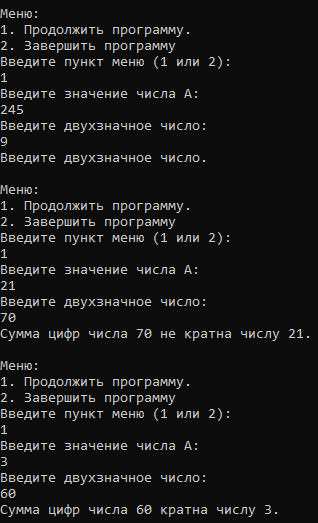 Меню:
1. Продолжить программу.
2. Завершить программу
Введите пункт меню (1 или 2):
1
Введите значение числа А:
245
Введите двухзначное число:
9
Введите двухзначное число.
Меню:
1. Продолжить программу.
2. Завершить программу
Введите пункт меню (1 или 2):
1
Введите значение числа А:
21
Введите двухзначное число:
70
Сумма цифр числа 70 не кратна числу 21.
Меню:
1. Продолжить программу.
2. Завершить программу
Введите пункт меню (1 или 2):
1
Введите значение числа А:
3
Введите двухзначное число:
60
Сумма цифр числа 60 кратна числу 3.